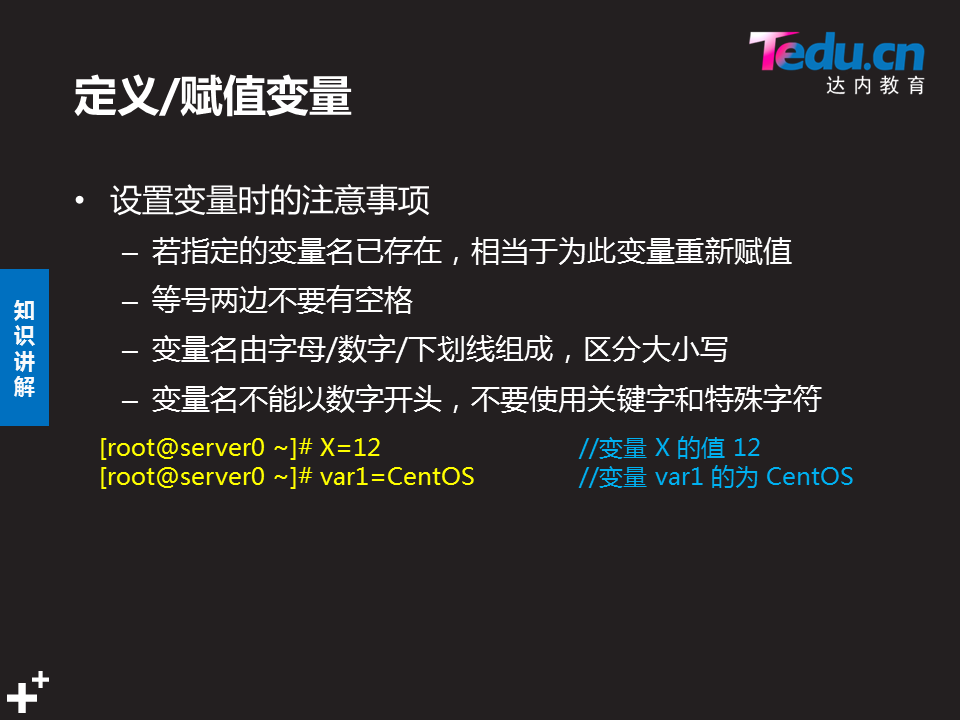 Tedu.cn
达内教育
定义/赋值变量
• 设置变量时的注意事项
– 若指定的变量名已存在，相当于为此变量重新赋值
– 等号两边不要有空格
– 变量名由字母/数字/下划线组成，区分大小写
– 变量名不能以数字开头，不要使用关键字和特殊字符
知识讲解
[root@server0 ~]# X=12 //变量 X 的值 12
[root@server0 ~]# var1=CentOS //变量 var1 的为 CentOS